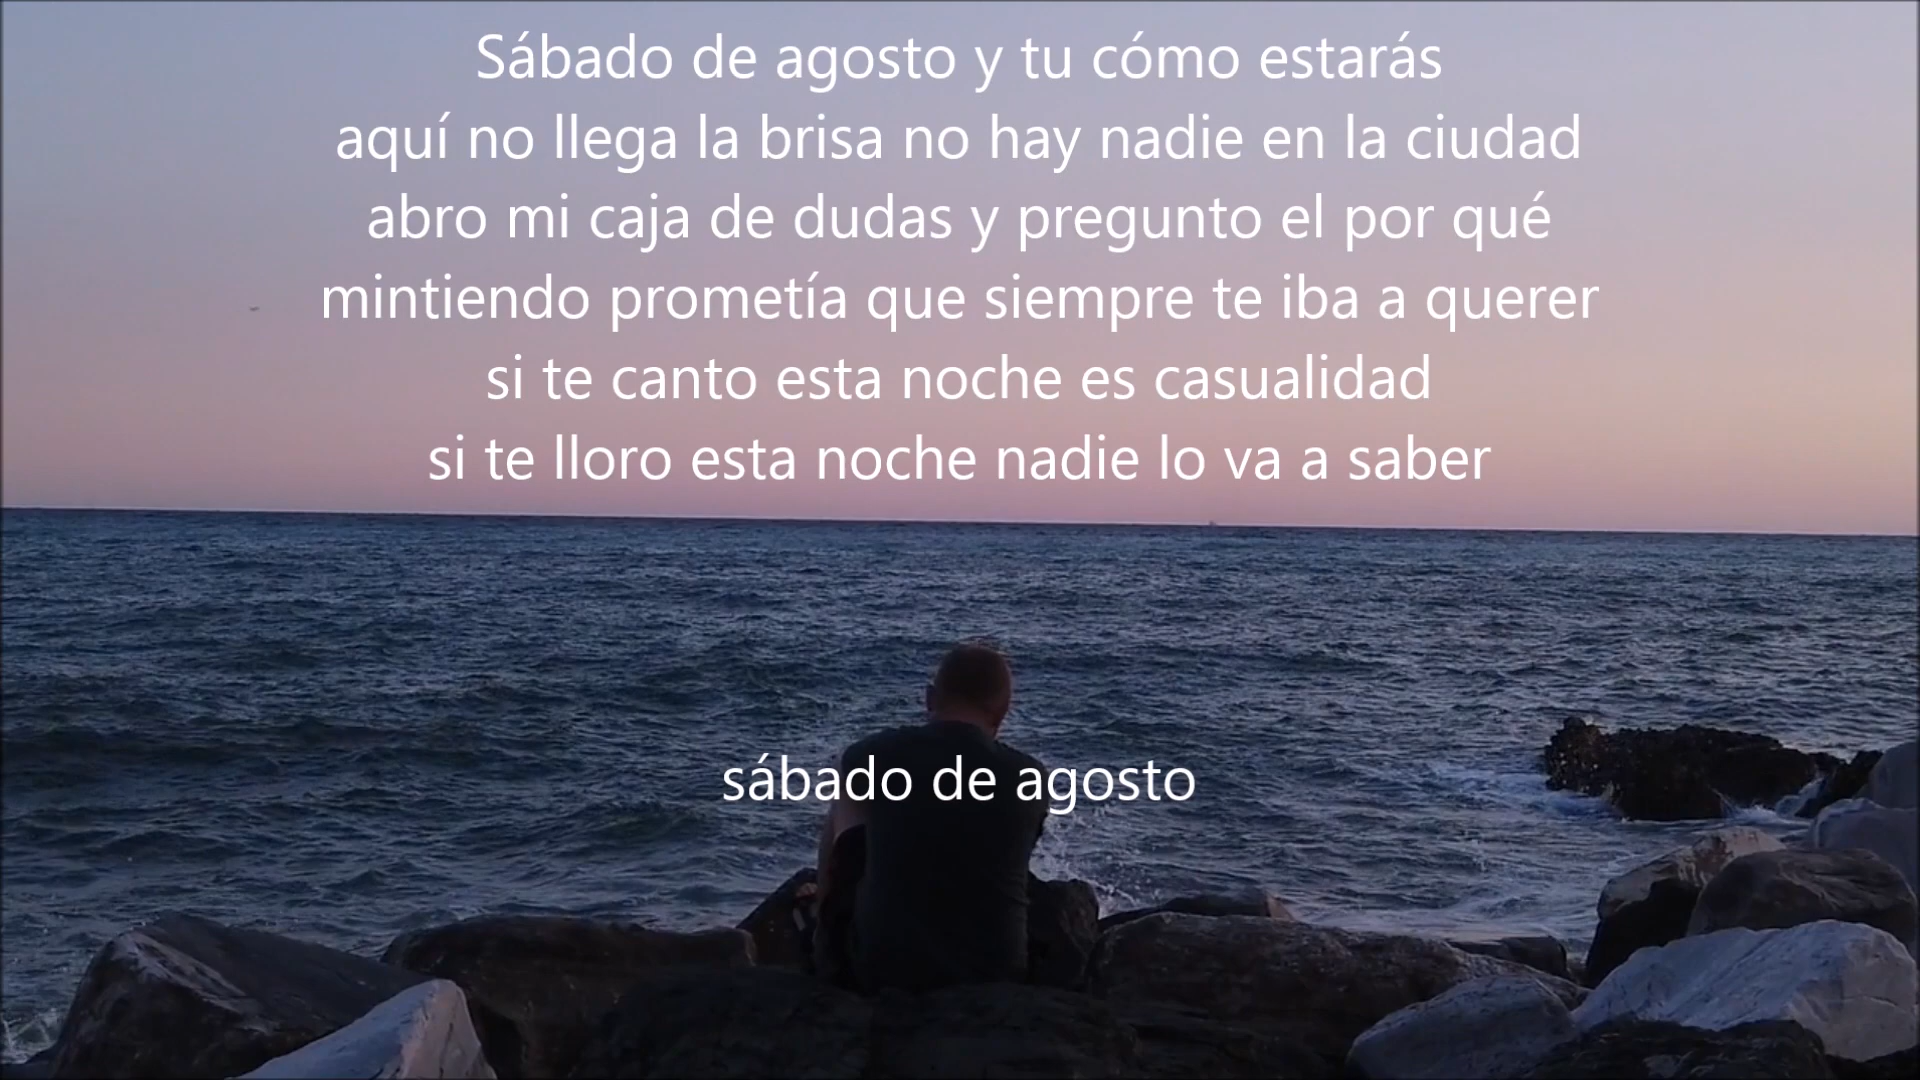 Sábado de agosto y tu cómo estarás
aquí no llega la brisa no hay nadie en la ciudad
abro mi caja de dudas y pregunto el por qué
mintiendo prometía que siempre te iba a querer
si te canto esta noche es casualidad
si te lloro esta noche nadie lo va a saber
sábado de agosto